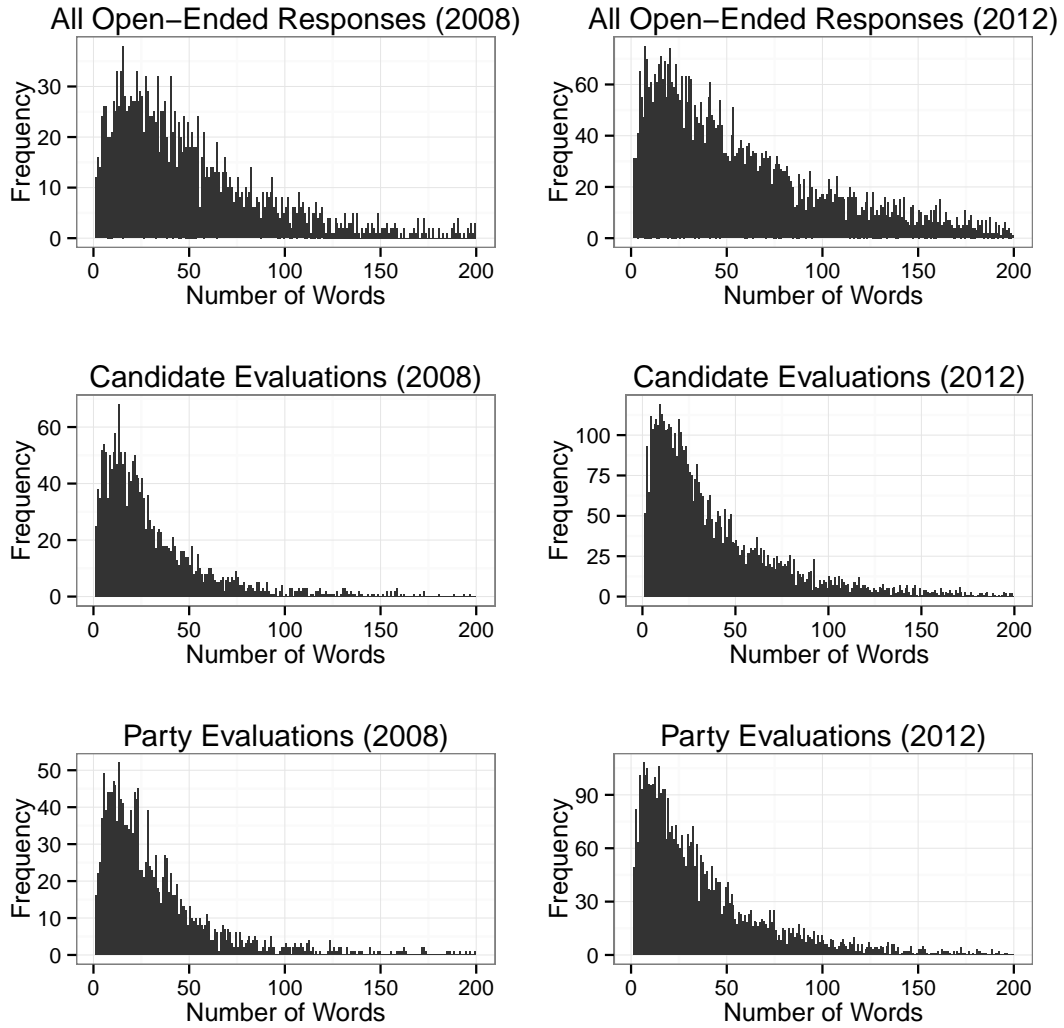 All Open−Ended Responses (2008)
Frequency
30
20
10
0
0 50 100 150 200
Number of Words
All Open−Ended Responses (2012)
Frequency
60
40
20
0
0 50 100 150 200
Number of Words
Candidate Evaluations (2008)
Frequency
60
40
20
0
0 50 100 150 200
Number of Words
Candidate Evaluations (2012)
Frequency
100
75
50
25
0
0 50 100 150 200
Number of Words
Party Evaluations (2008)
Frequency
50
40
30
20
10
0
0 50 100 150 200
Number of Words
Party Evaluations (2012)
Frequency
90
60
30
0
0 50 100 150 200
Number of Words